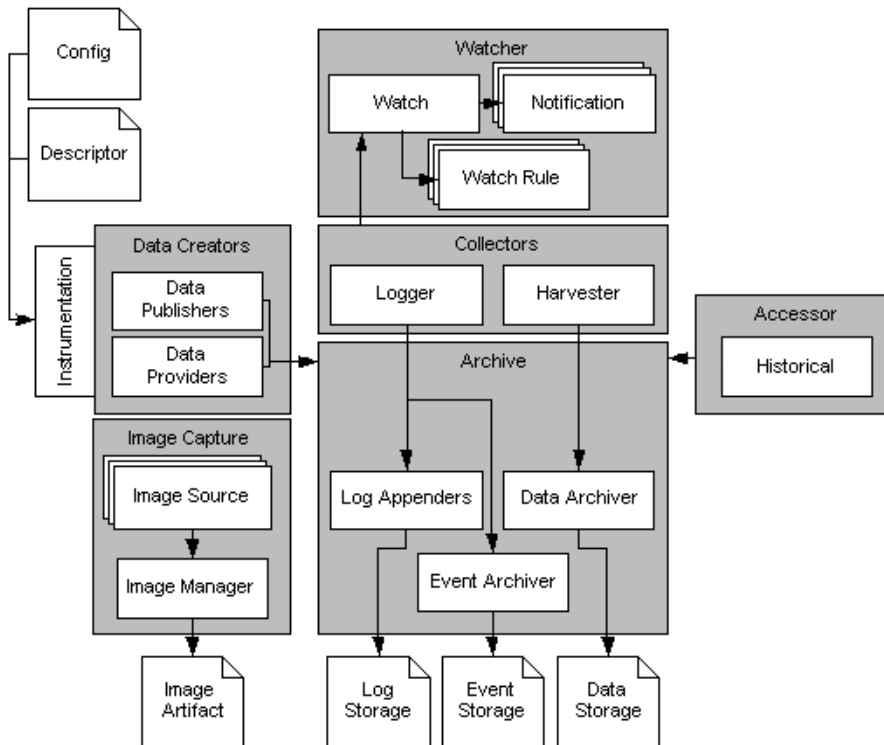 Config
Descriptor
Watcher
Watch
Notification
Watch Rule
Instrumentation
Data Creators
Data
Publishers
Data
Providers
Collectors
Logger
Harvester
Accessor
Historical
Archive
Log Appenders
Data Archiver
Event Archiver
Image Capture
Image Source
Image Manager
Image
Artifact
Log
Storage
Event
Storage
Data
Storage